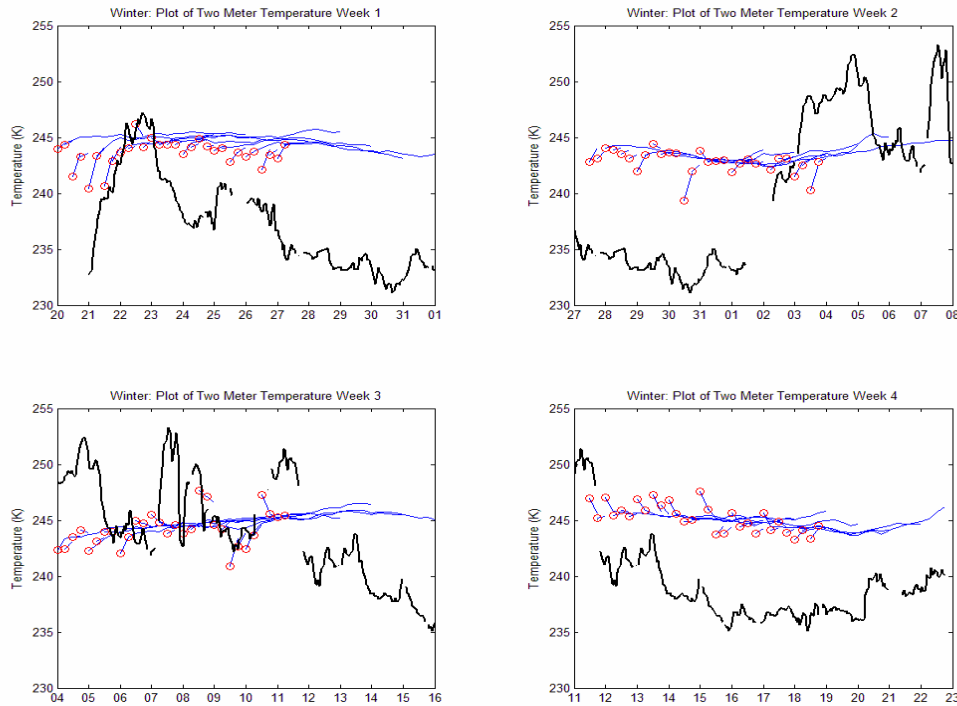 Winter: Plot of Two Meter Temperature Week 1
Temperature (K)
255
250
245
240
235
230
20 21 22 23 24 25 26 27 28 29 30 31 01
Winter: Plot of Two Meter Temperature Week 2
Temperature (K)
255
250
245
240
235
230
27 28 29 30 31 01 02 03 04 05 06 07 08
Winter: Plot of Two Meter Temperature Week 3
Temperature (K)
255
250
245
240
235
230
04 05 06 07 08 09 10 11 12 13 14 15 16
Winter: Plot of Two Meter Temperature Week 4
Temperature (K)
255
250
245
240
235
230
11 12 13 14 15 16 17 18 19 20 21 22 23